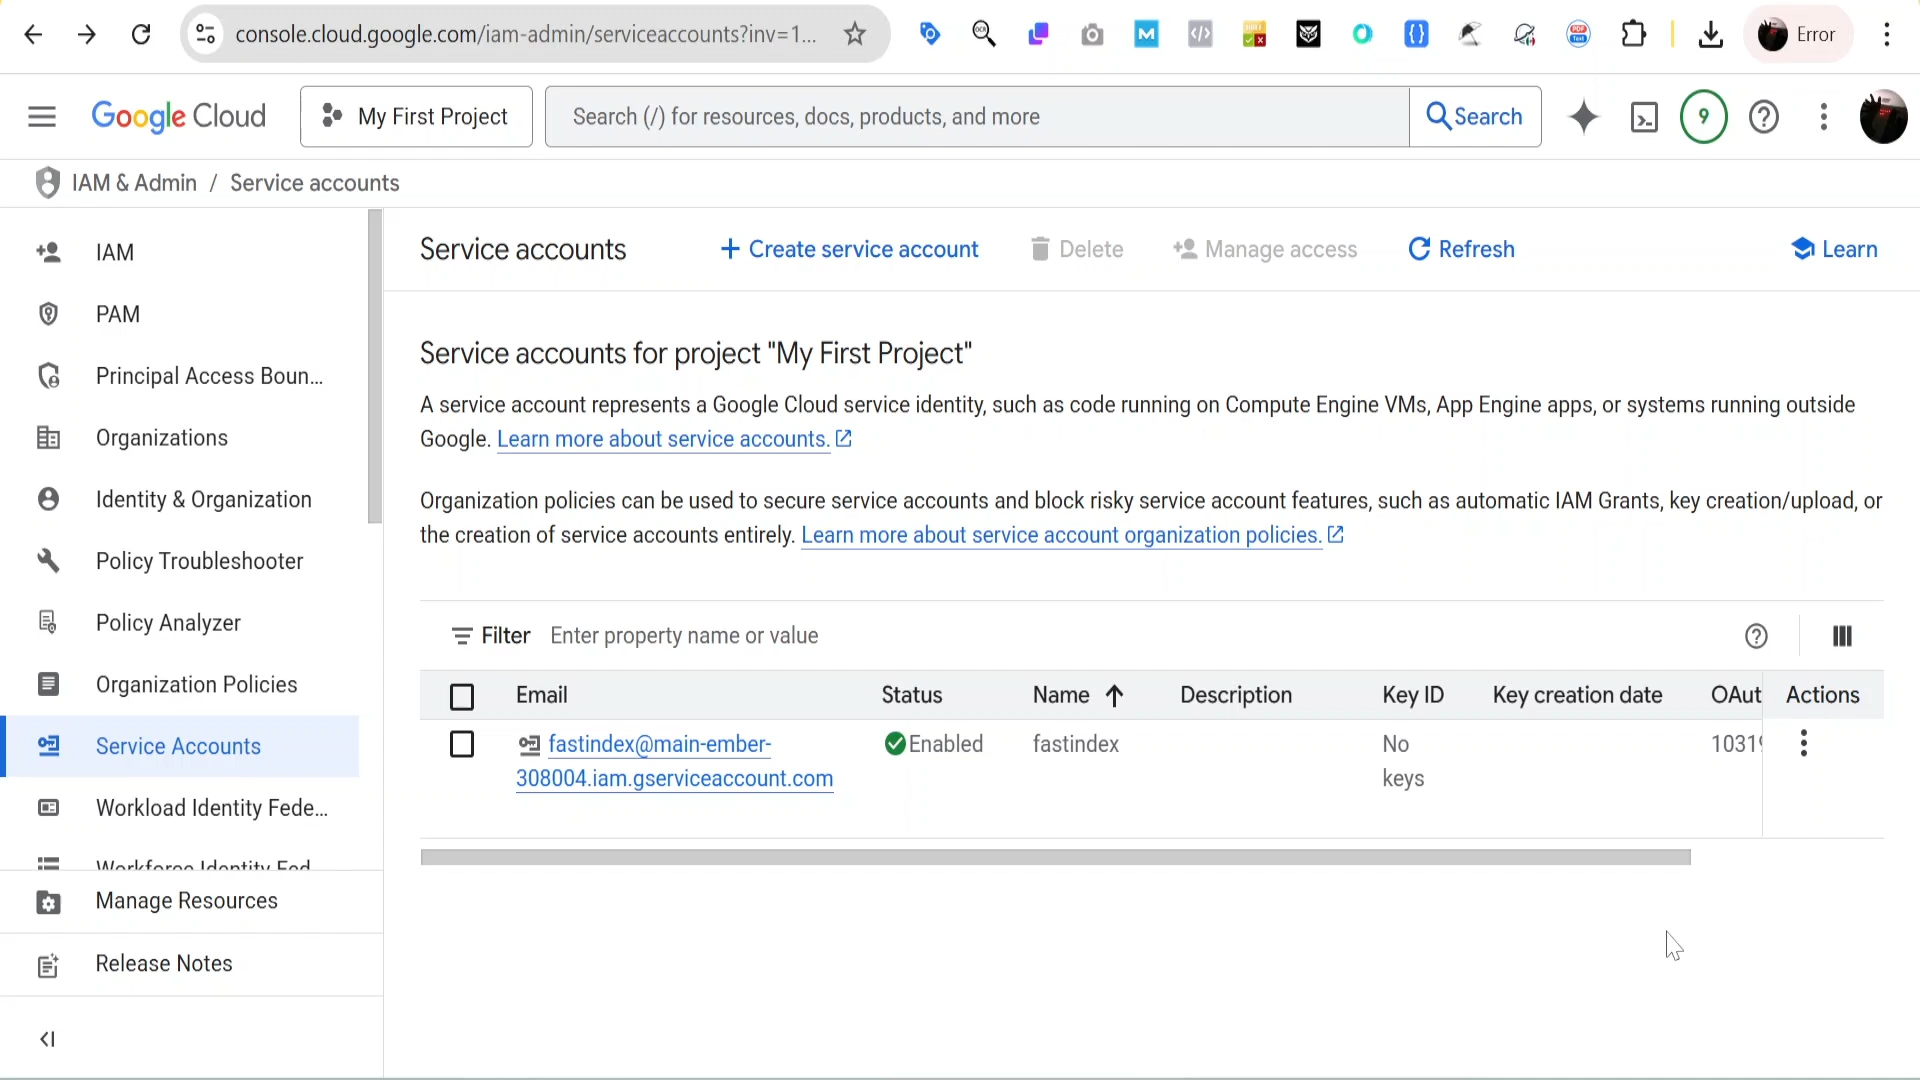 console.cloud.google.com/iam-admin/serviceaccounts?inv=1...
Error
Google Cloud
My First Project
Search (/) for resources, docs, products, and more
Search
9
IAM & Admin / Service accounts
IAM
PAM
Principal Access Boun...
Organizations
Identity & Organization
Policy Troubleshooter
Policy Analyzer
Organization Policies
Service Accounts
Workload Identity Fede...
Workforce Identity Fed
Manage Resources
Release Notes
Service accounts
+ Create service account
Delete
Manage access
Refresh
Learn
Service accounts for project "My First Project"
A service account represents a Google Cloud service identity, such as code running on Compute Engine VMs, App Engine apps, or systems running outside
Google. Learn more about service accounts.
Organization policies can be used to secure service accounts and block risky service account features, such as automatic IAM Grants, key creation/upload, or
the creation of service accounts entirely. Learn more about service account organization policies.
Filter Enter property name or value
Email Status Name Description Key ID Key creation date OAut Actions
fastindex@main-ember- Enabled fastindex No 1031
308004.iam.gserviceaccount.com keys